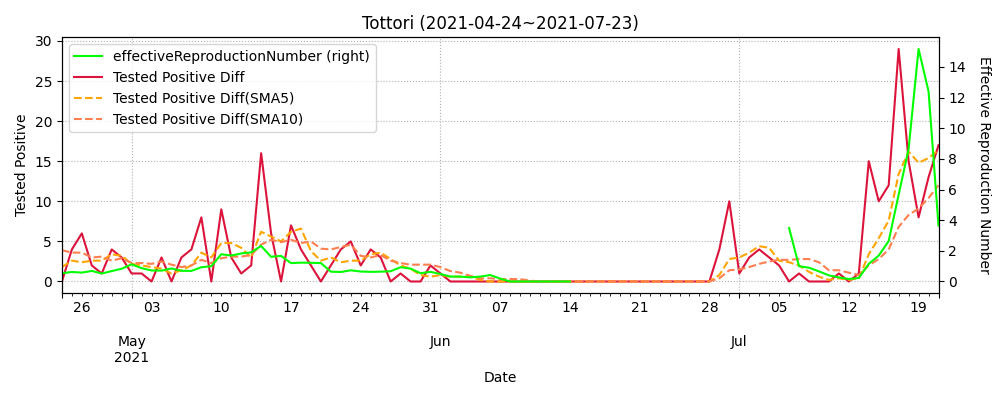 Tottori (2021-04-24~2021-07-23)
effectiveReproductionNumber (right)
Tested Positive Diff
Tested Positive Diff(SMA5)
Tested Positive Diff(SMA10)
30
25
20
15
10
5
0
Tested Positive
14
12
10
8
6
4
2
0
Effective Reproduction Number
26 03 10 17 24 31 07 14 21 28 05 12 19
May Jun Jul
2021
Date